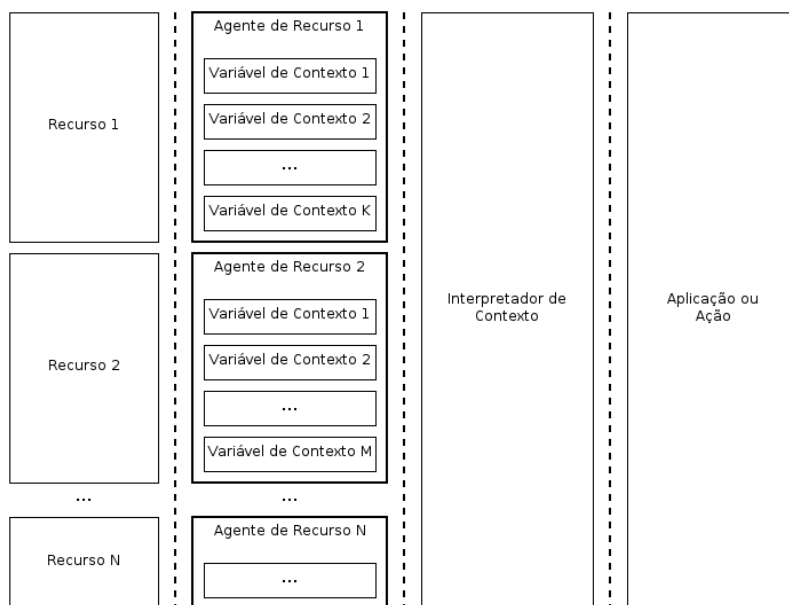 Recurso 1
Agente de Recurso 1
Variável de Contexto 1
Variável de Contexto 2
...
Variável de Contexto K
Recurso 2
Agente de Recurso 2
Variável de Contexto 1
Variável de Contexto 2
...
Variável de Contexto M
...
...
Recurso N
Agente de Recurso N
...
Interpretador de
Contexto
Aplicação ou
Ação